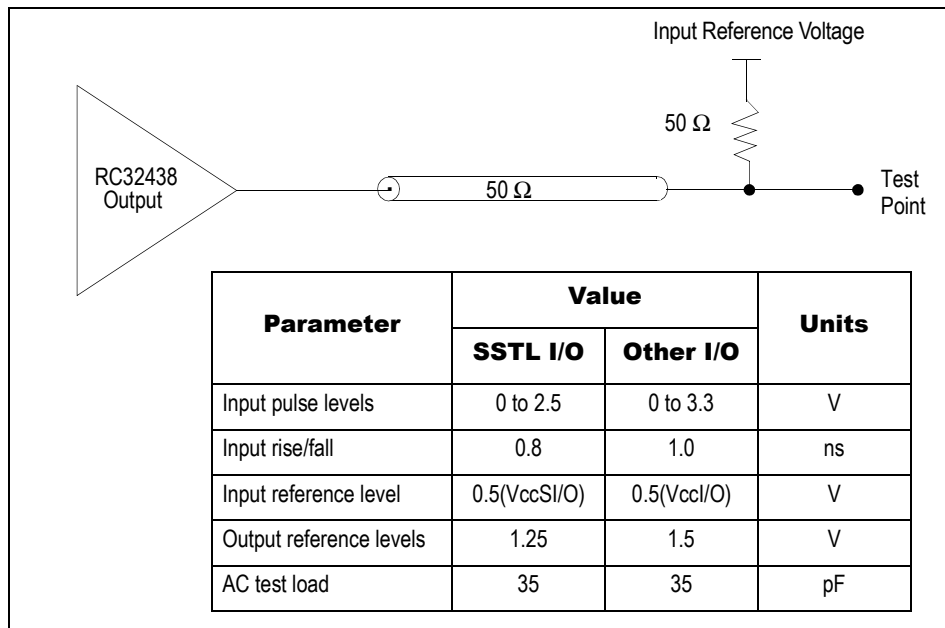 Input Reference Voltage
50 Ω
RC32438
Output
50 Ω
Test
Point
Parameter Value Units
SSTL I/O Other I/O
Input pulse levels 0 to 2.5 0 to 3.3 V
Input rise/fall 0.8 1.0 ns
Input reference level 0.5(VccSI/O) 0.5(VccI/O) V
Output reference levels 1.25 1.5 V
AC test load 35 35 pF